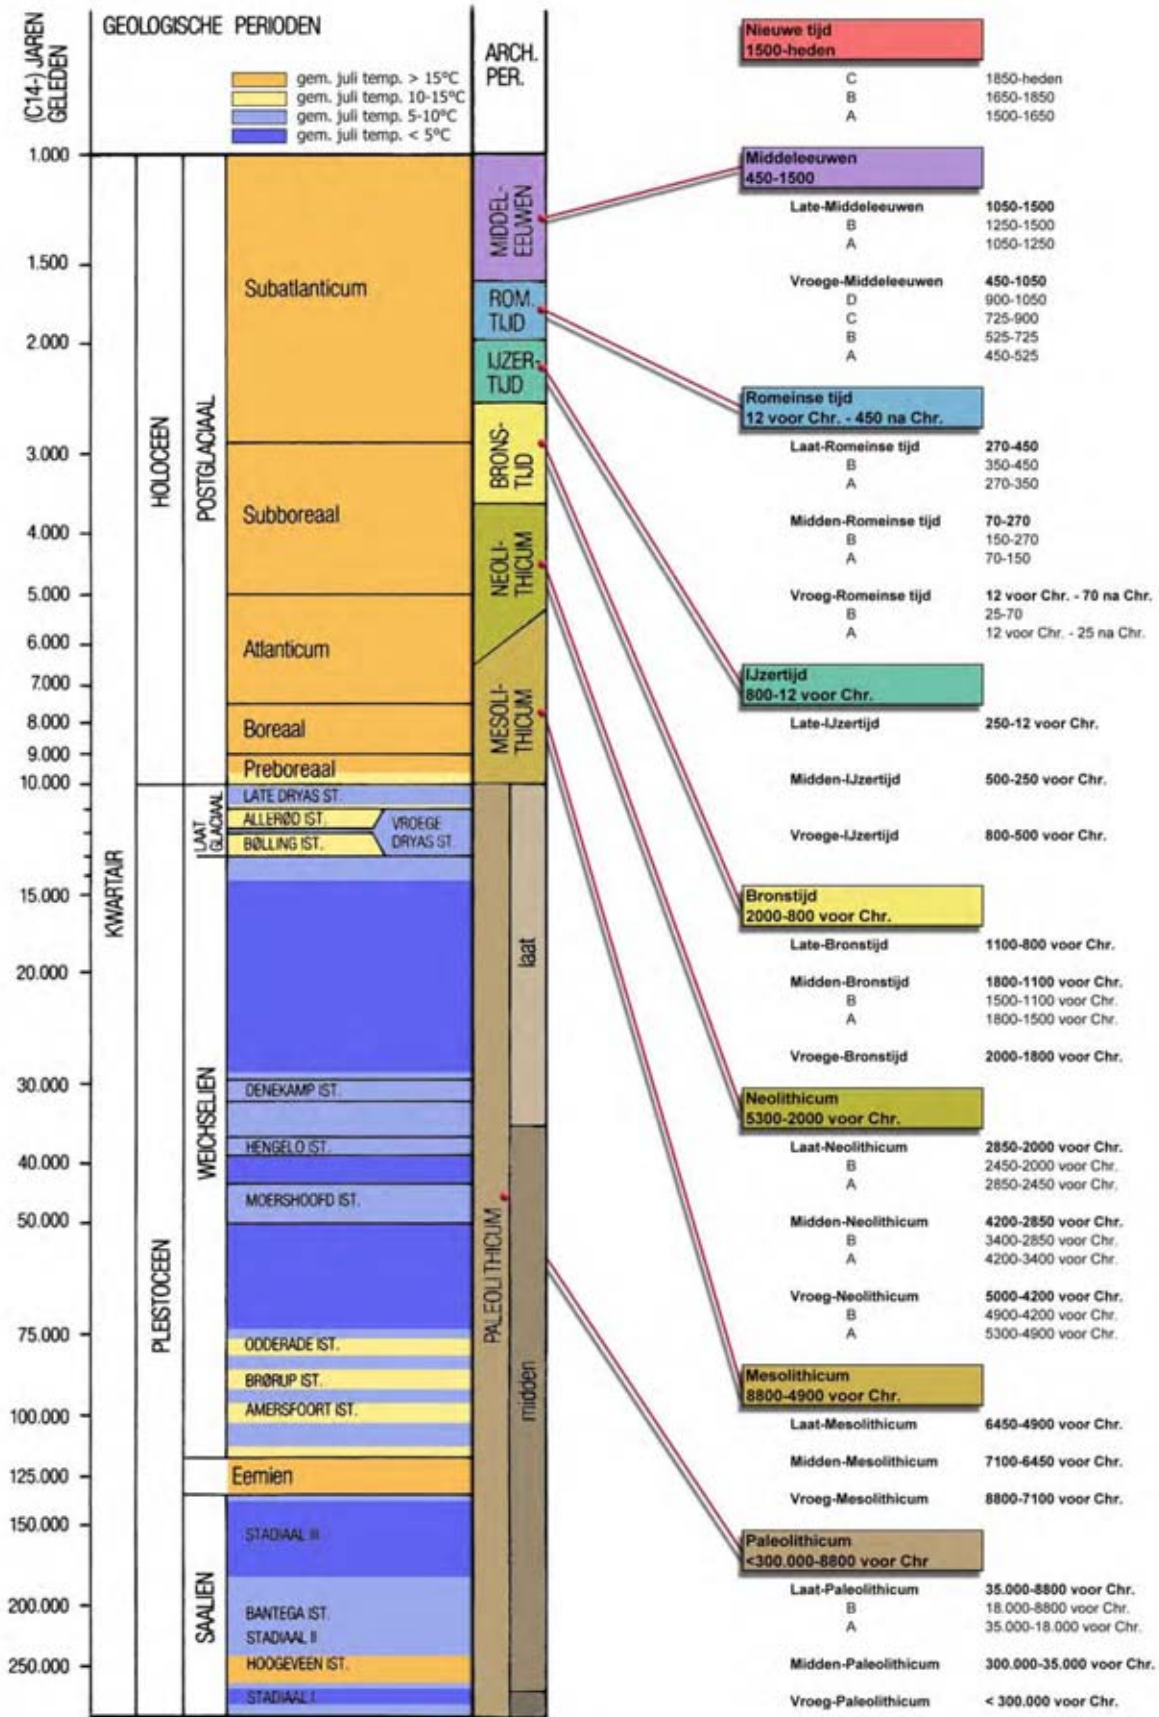 (C14-) JAREN
GELEDEN
GEOLOGISCHE PERIODEN
gem. juli temp. > 15°C
gem. juli temp. 10-15°C
gem. juli temp. 5-10°C
gem. juli temp. < 5°C
ARCH.
PER.
1.000
1.500
2.000
3.000
4.000
5.000
6.000
7.000
8.000
9.000
10.000
15.000
20.000
30.000
40.000
50.000
75.000
100.000
125.000
150.000
200.000
250.000
KWARTAIR
HOLOCEEN
PLEISTOCEEN
POSTGLACIAAL
LAAT
GLACIAAL
WEICHSELIEN
SAALIEN
Subatlanticum
Subboreaal
Atlanticum
Boreaal
Preboreaal
LATE DRYAS ST.
ALLERØD IST.
VROEGE
DRYAS ST.
BØLLING IST.
DENEKAMP IST.
HENGELO IST.
MOERSHOOFD IST.
ODDERADE IST.
BRØRUP IST.
AMERSFOORT IST.
Eemien
STADIAAL III
BANTEGA IST.
STADIAAL II
HOOGEVEEN IST.
STADIAAL I
MIDDEL-
EEUWEN
ROM.
TIJD
IJZER-
TIJD
BRONS-
TIJD
NEOLI-
THICUM
MESOLI-
THICUM
PALEOLITHICUM
laat
midden
Nieuwe tijd
1500-heden
C 1850-heden
B 1650-1850
A 1500-1650
Middeleeuwen
450-1500
Late-Middeleeuwen 1050-1500
B 1250-1500
A 1050-1250
Vroege-Middeleeuwen 450-1050
D 900-1050
C 725-900
B 525-725
A 450-525
Romeinse tijd
12 voor Chr. - 450 na Chr.
Laat-Romeinse tijd 270-450
B 350-450
A 270-350
Midden-Romeinse tijd 70-270
B 150-270
A 70-150
Vroeg-Romeinse tijd 12 voor Chr. - 70 na Chr.
B 25-70
A 12 voor Chr. - 25 na Chr.
IJzertijd
800-12 voor Chr.
Late-IJzertijd 250-12 voor Chr.
Midden-IJzertijd 500-250 voor Chr.
Vroege-IJzertijd 800-500 voor Chr.
Bronstijd
2000-800 voor Chr.
Late-Bronstijd 1100-800 voor Chr.
Midden-Bronstijd 1800-1100 voor Chr.
B 1500-1100 voor Chr.
A 1800-1500 voor Chr.
Vroege-Bronstijd 2000-1800 voor Chr.
Neolithicum
5300-2000 voor Chr.
Laat-Neolithicum 2850-2000 voor Chr.
B 2450-2000 voor Chr.
A 2850-2450 voor Chr.
Midden-Neolithicum 4200-2850 voor Chr.
B 3400-2850 voor Chr.
A 4200-3400 voor Chr.
Vroeg-Neolithicum 5000-4200 voor Chr.
B 4900-4200 voor Chr.
A 5300-4900 voor Chr.
Mesolithicum
8800-4900 voor Chr.
Laat-Mesolithicum 6450-4900 voor Chr.
Midden-Mesolithicum 7100-6450 voor Chr.
Vroeg-Mesolithicum 8800-7100 voor Chr.
Paleolithicum
<300.000-8800 voor Chr
Laat-Paleolithicum 35.000-8800 voor Chr.
B 18.000-8800 voor Chr.
A 35.000-18.000 voor Chr.
Midden-Paleolithicum 300.000-35.000 voor Chr.
Vroeg-Paleolithicum < 300.000 voor Chr.